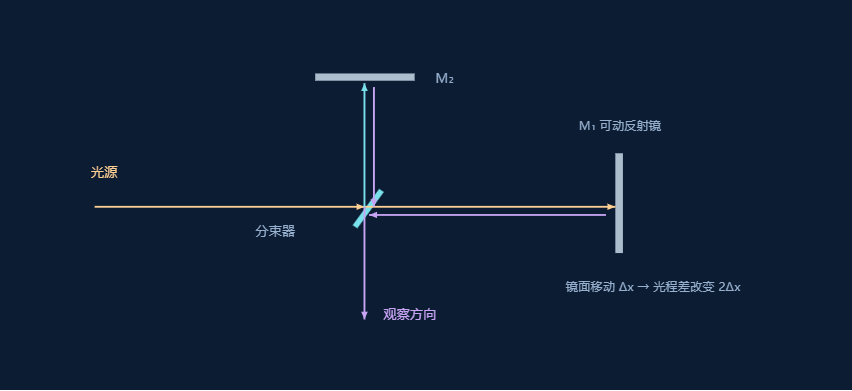 M₂
M₁ 可动反射镜
光源
分束器
镜面移动 Δx → 光程差改变 2Δx
观察方向